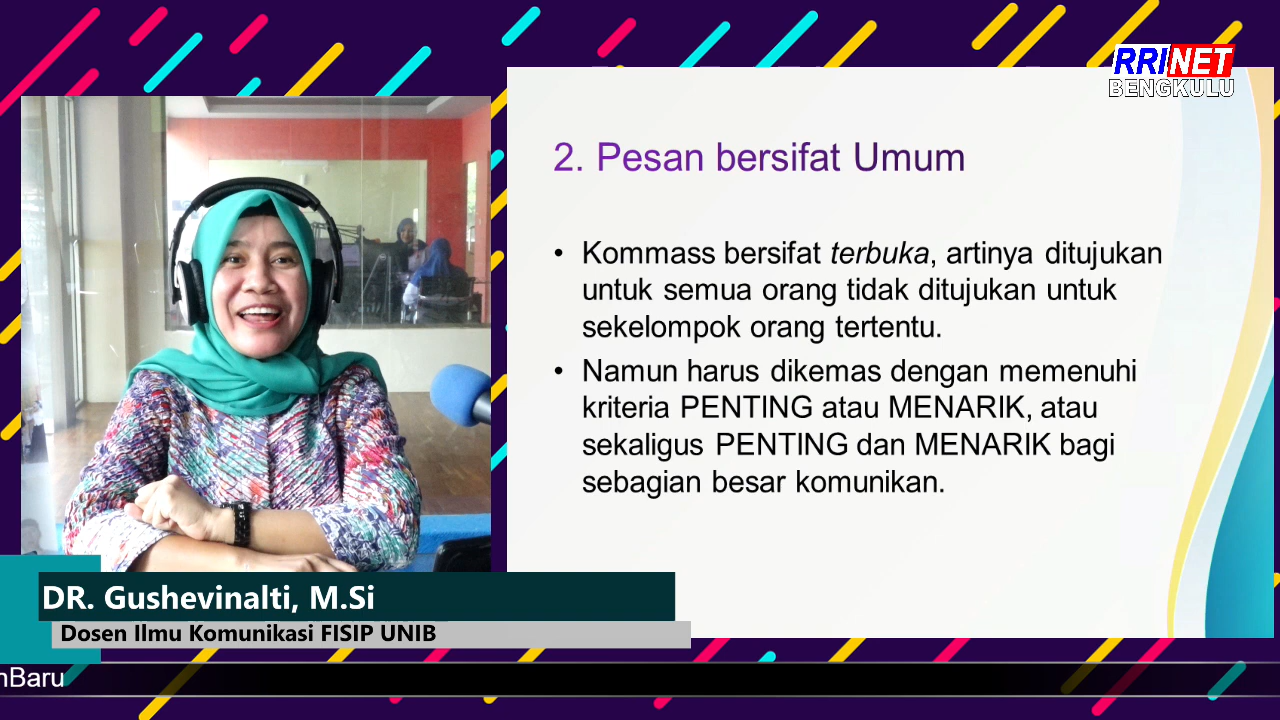 RRINET
BENGKULU
2. Pesan bersifat Umum
• Kommass bersifat terbuka, artinya ditujukan
untuk semua orang tidak ditujukan untuk
sekelompok orang tertentu.
• Namun harus dikemas dengan memenuhi
kriteria PENTING atau MENARIK, atau
sekaligus PENTING dan MENARIK bagi
sebagian besar komunikan.
DR. Gushevinalti, M.Si
Dosen Ilmu Komunikasi FISIP UNIB
nBaru